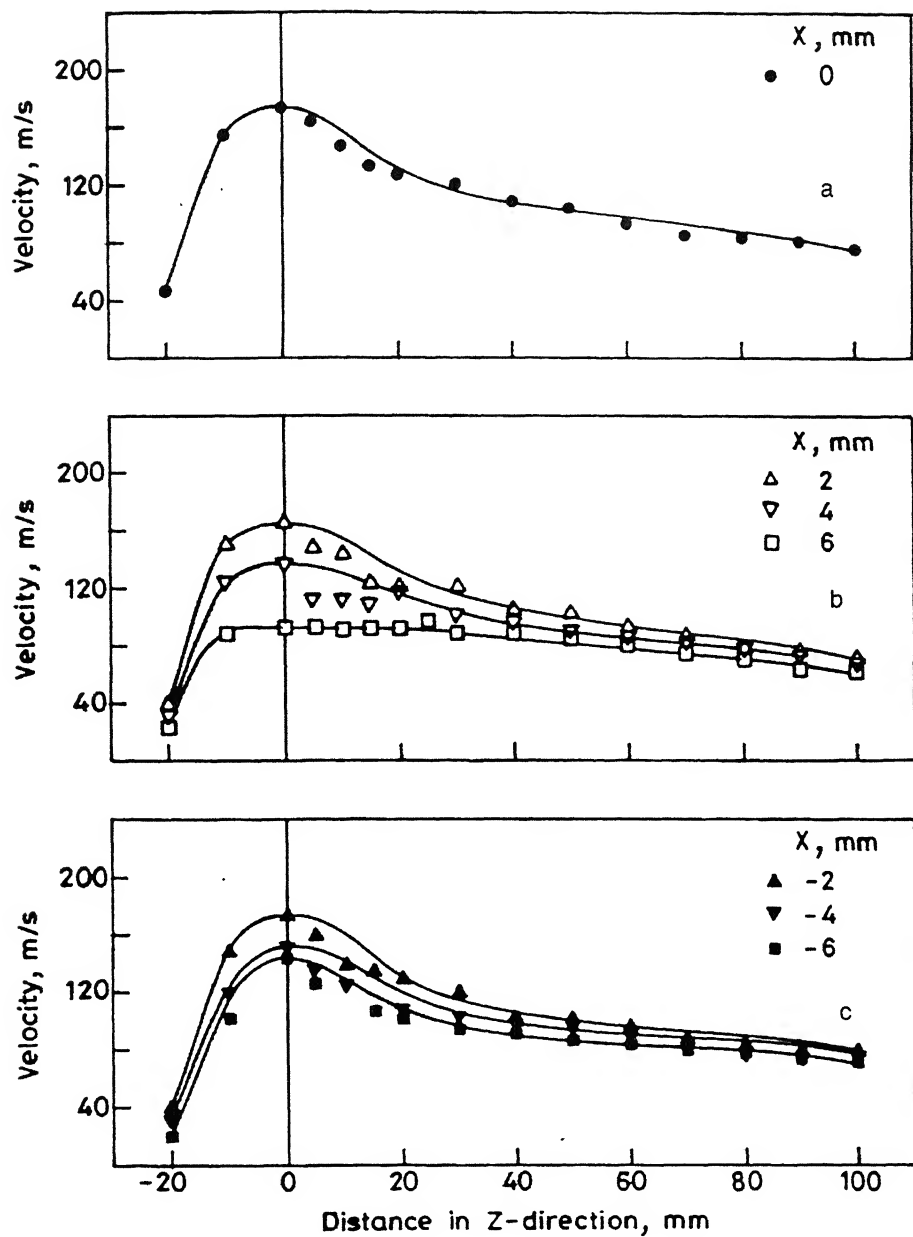 X, mm
200
● 0
Velocity, m/s
120
a
40
X, mm
200
△ 2
▽ 4
□ 6
Velocity, m/s
120
b
40
X, mm
200
▲ -2
▼ -4
■ -6
Velocity, m/s
120
c
40
-20 0 20 40 60 80 100
Distance in Z-direction, mm